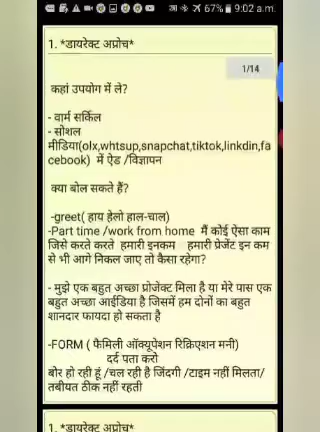 67% 9:02 a.m.
1. *डायरेक्ट अप्रोच*
1/14
कहां उपयोग में ले?
- वार्म सर्किल
- सोशल
मीडिया(olx,whtsup,snapchat,tiktok,linkdin,fa
cebook) में ऐड /विज्ञापन
क्या बोल सकते हैं?
-greet( हाय हेलो हाल-चाल)
-Part time /work from home मैं कोई ऐसा काम
जिसे करते करते हमारी इनकम हमारी प्रेजेंट इन कम
से भी आगे निकल जाए तो कैसा रहेगा?
- मुझे एक बहुत अच्छा प्रोजेक्ट मिला है या मेरे पास एक
बहुत अच्छा आईडिया है जिसमें हम दोनों का बहुत
शानदार फायदा हो सकता है
-FORM ( फैमिली ऑक्यूपेशन रिक्रिएशन मनी)
दर्द पता करो
बोर हो रही हूं /चल रही है जिंदगी /टाइम नहीं मिलता/
तबीयत ठीक नहीं रहती
1. *डायरेक्ट अप्रोच*